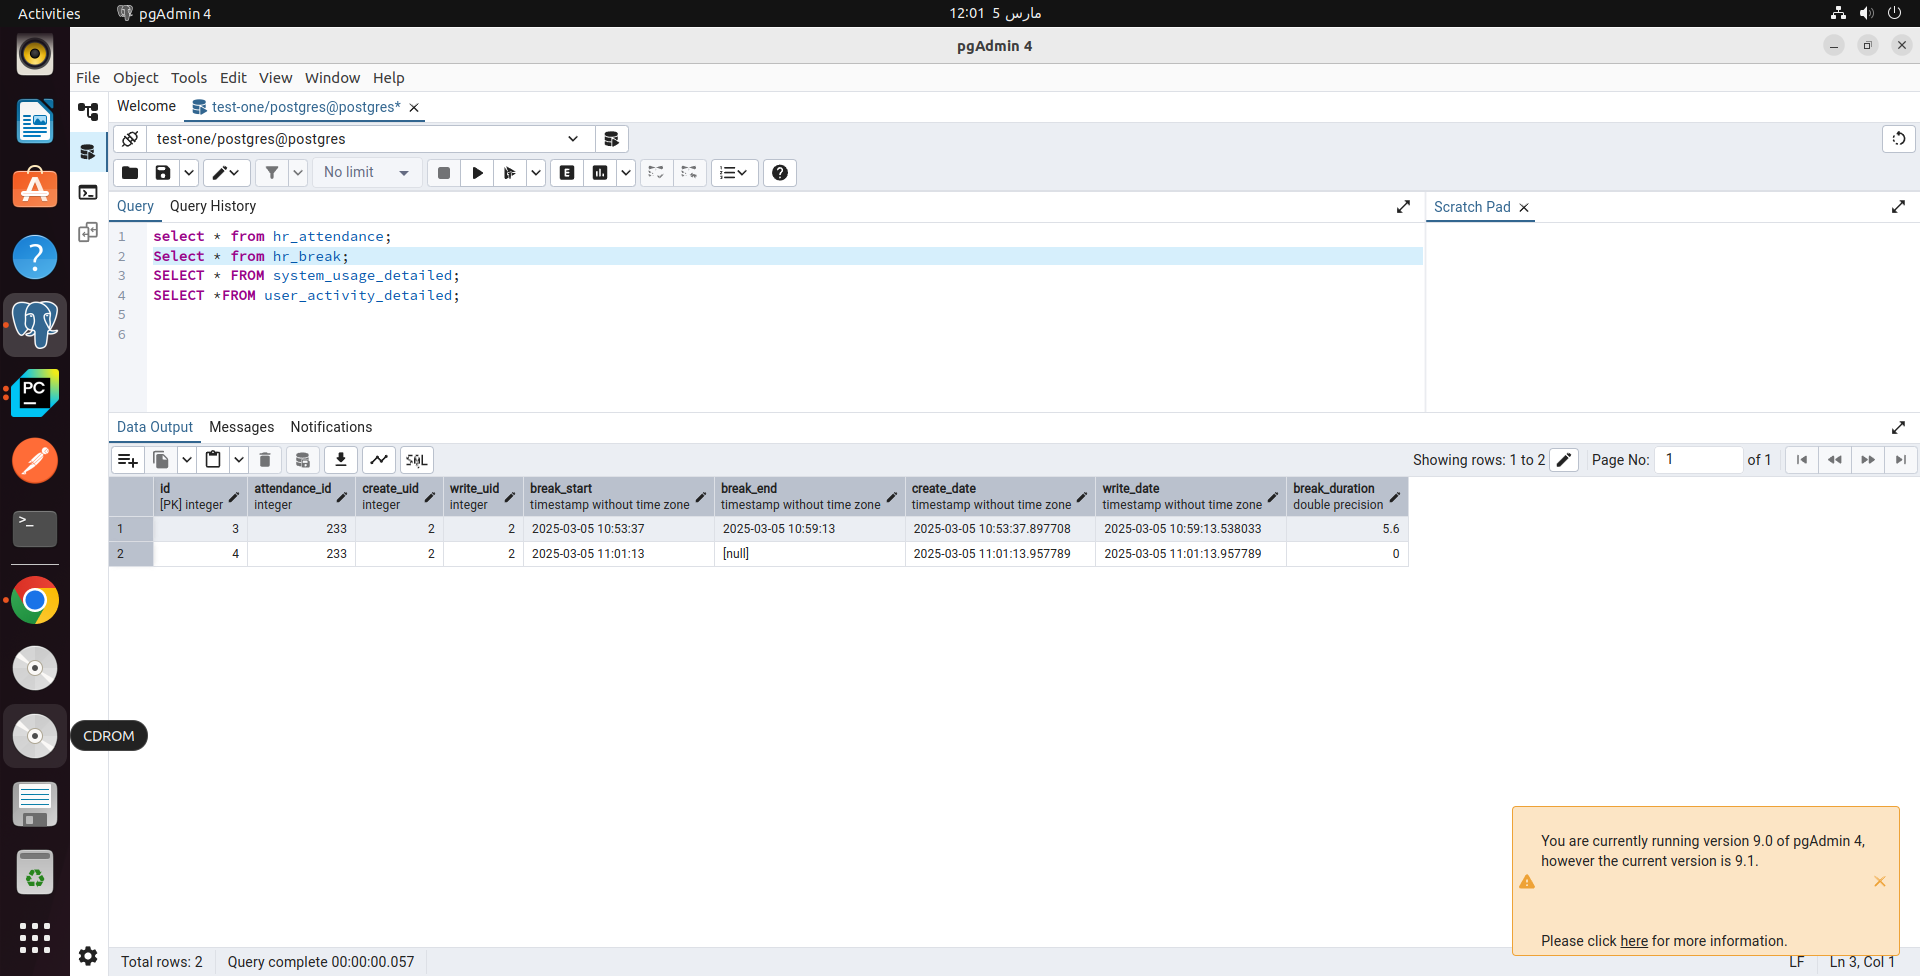 Activities
pgAdmin 4
12:01 5 مارس
pgAdmin 4
File Object Tools Edit View Window Help
Welcome
test-one/postgres@postgres*
test-one/postgres@postgres
No limit
E
Query Query History
Scratch Pad
1 select * from hr_attendance;
2 Select * from hr_break;
3 SELECT * FROM system_usage_detailed;
4 SELECT *FROM user_activity_detailed;
5
6
PC
Data Output Messages Notifications
SQL
Showing rows: 1 to 2
Page No: 1 of 1
id attendance_id create_uid write_uid break_start break_end create_date write_date break_duration
[PK] integer integer integer integer timestamp without time zone timestamp without time zone timestamp without time zone timestamp without time zone double precision
1 3 233 2 2 2025-03-05 10:53:37 2025-03-05 10:59:13 2025-03-05 10:53:37.897708 2025-03-05 10:59:13.538033 5.6
2 4 233 2 2 2025-03-05 11:01:13 [null] 2025-03-05 11:01:13.957789 2025-03-05 11:01:13.957789 0
CDROM
You are currently running version 9.0 of pgAdmin 4,
however the current version is 9.1.
Please click here for more information.
Total rows: 2
Query complete 00:00:00.057
LF
Ln 3, Col 1